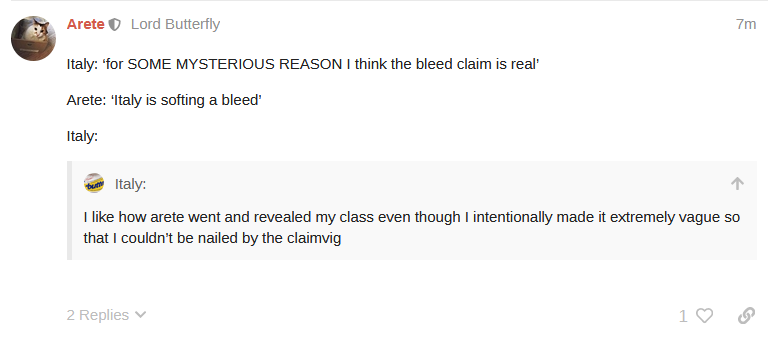 Arete Lord Butterfly 7m
Italy: ‘for SOME MYSTERIOUS REASON I think the bleed claim is real’
Arete: ‘Italy is softing a bleed’
Italy:
Italy:
I like how arete went and revealed my class even though I intentionally made it extremely vague so
that I couldn’t be nailed by the claimvig
2 Replies 1